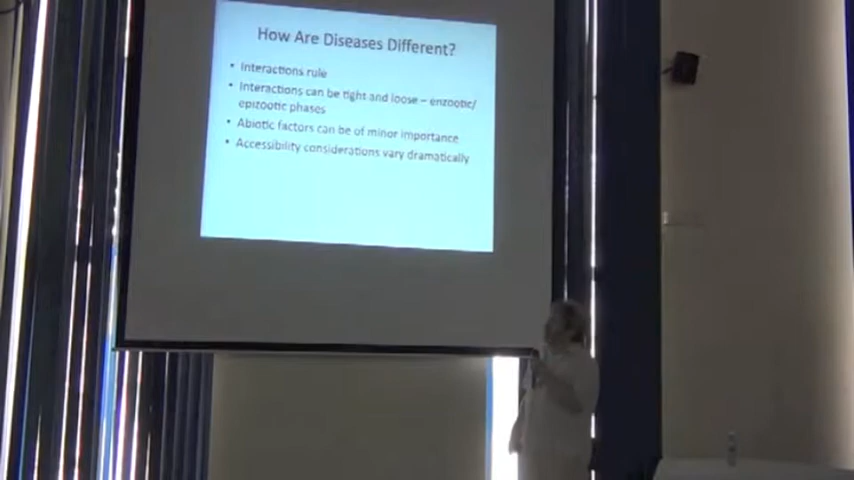 How Are Diseases Different?
• Interactions rule
• Interactions can be tight and loose – enzootic/
epizootic phases
• Abiotic factors can be of minor importance
• Accessibility considerations vary dramatically